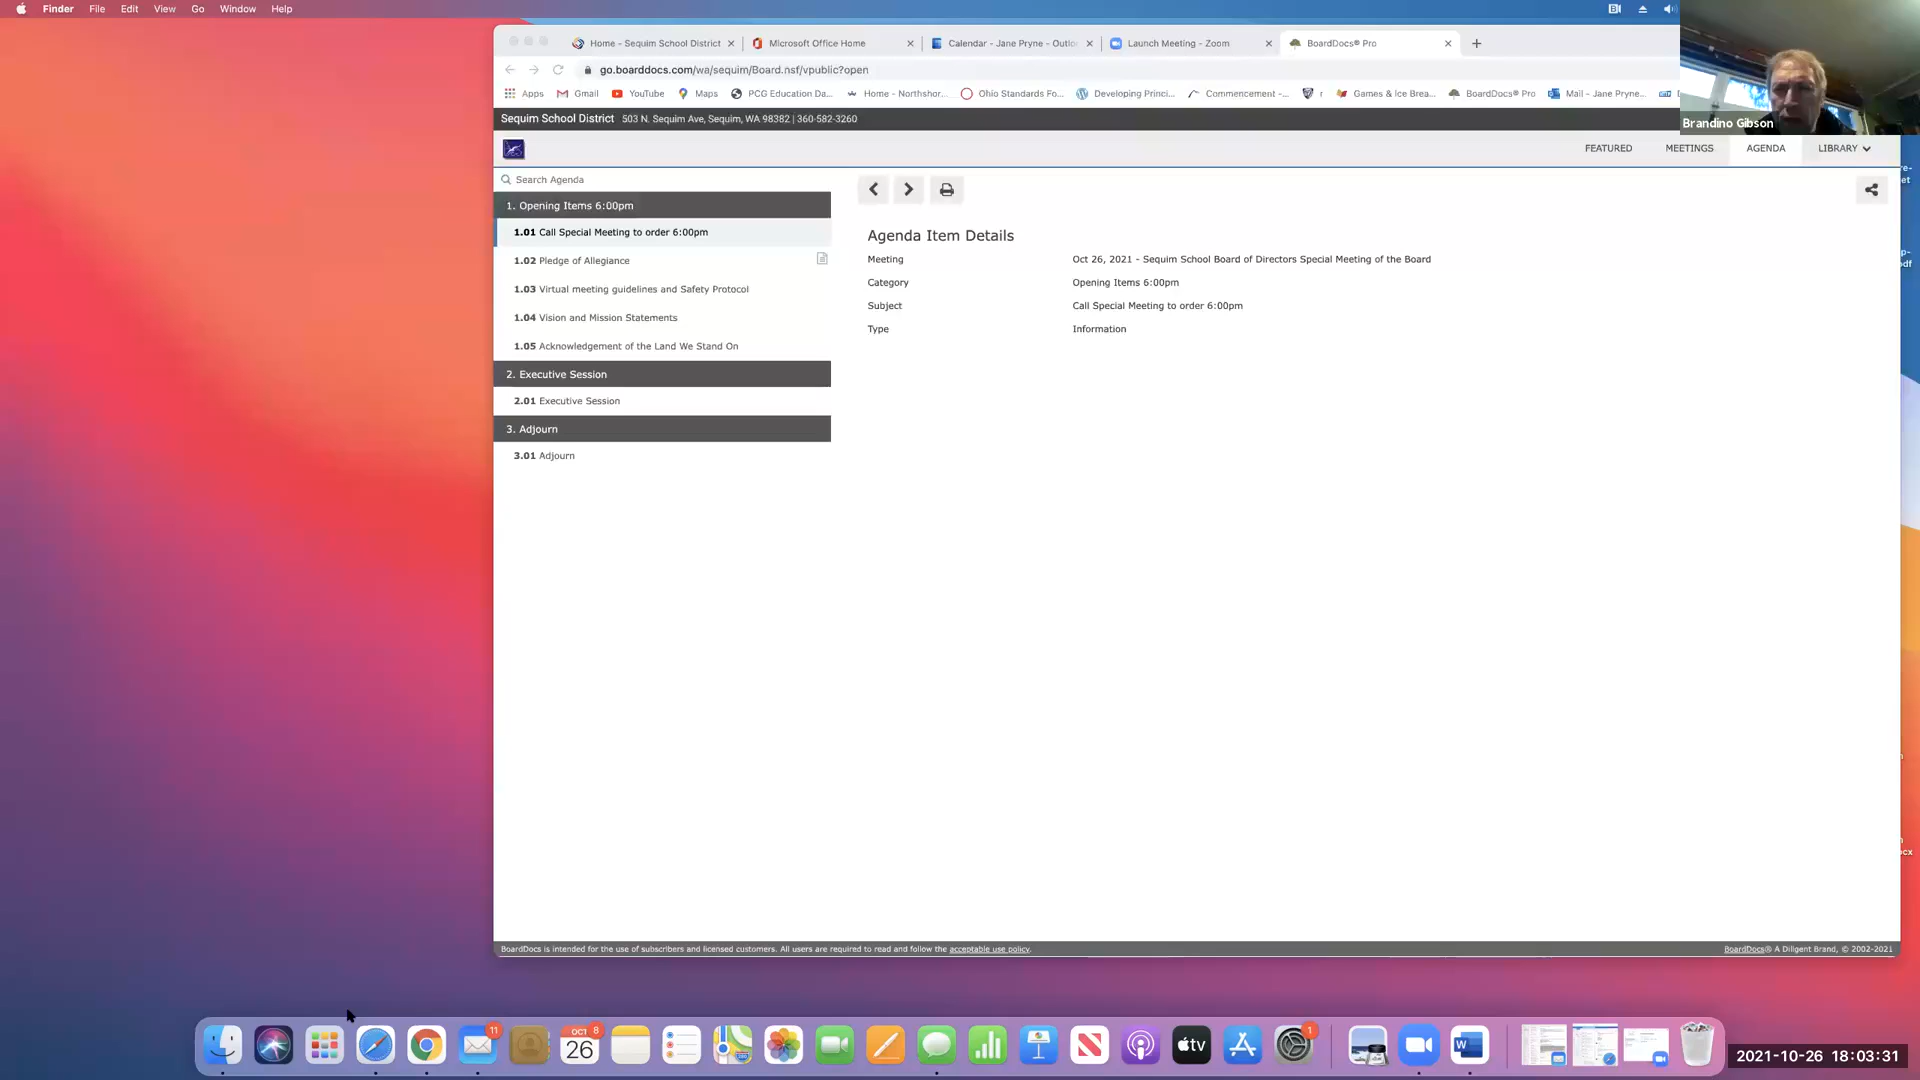 Finder File Edit View Go Window Help
Home - Sequim School District
Microsoft Office Home
Calendar - Jane Pryne - Outlo
Launch Meeting - Zoom
BoardDocs® Pro
go.boarddocs.com/wa/sequim/Board.nsf/vpublic?open
Apps Gmail YouTube Maps PCG Education Da... Home - Northshor... Ohio Standards Fo... Developing Princi... Commencement -... r Games & Ice Brea... BoardDocs® Pro Mail - Jane Pryne...
Brandino Gibson
Sequim School District 503 N. Sequim Ave, Sequim, WA 98382 | 360-582-3260
FEATURED MEETINGS AGENDA LIBRARY
Search Agenda
1. Opening Items 6:00pm
1.01 Call Special Meeting to order 6:00pm
1.02 Pledge of Allegiance
1.03 Virtual meeting guidelines and Safety Protocol
1.04 Vision and Mission Statements
1.05 Acknowledgement of the Land We Stand On
2. Executive Session
2.01 Executive Session
3. Adjourn
3.01 Adjourn
Agenda Item Details
Meeting Oct 26, 2021 - Sequim School Board of Directors Special Meeting of the Board
Category Opening Items 6:00pm
Subject Call Special Meeting to order 6:00pm
Type Information
BoardDocs is intended for the use of subscribers and licensed customers. All users are required to read and follow the acceptable use policy.
BoardDocs® A Diligent Brand, © 2002-2021
11
OCT 8
26
tv
1
W
2021-10-26 18:03:31